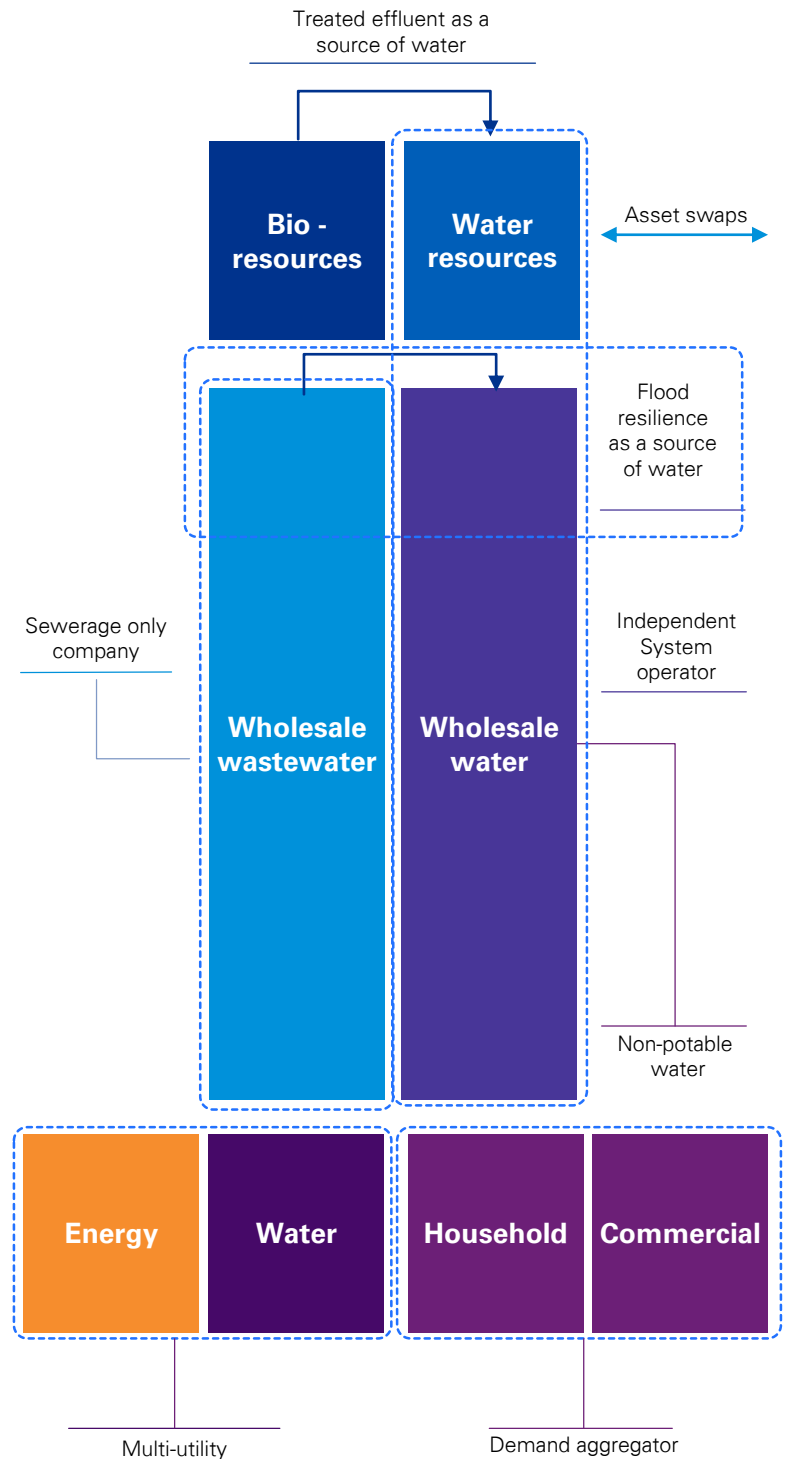 Treated effluent as a
source of water
Bio -
resources
Water
resources
Asset swaps
Flood
resilience
as a source
of water
Sewerage only
company
Independent
System
operator
Wholesale
wastewater
Wholesale
water
Non-potable
water
Energy
Water
Household
Commercial
Multi-utility
Demand aggregator